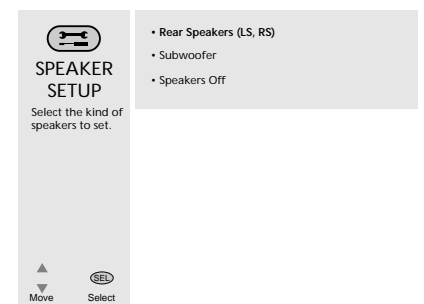 SPEAKER
SETUP
Select the kind of
speakers to set.
• Rear Speakers (LS, RS)
• Subwoofer
• Speakers Off
SEL
Move Select